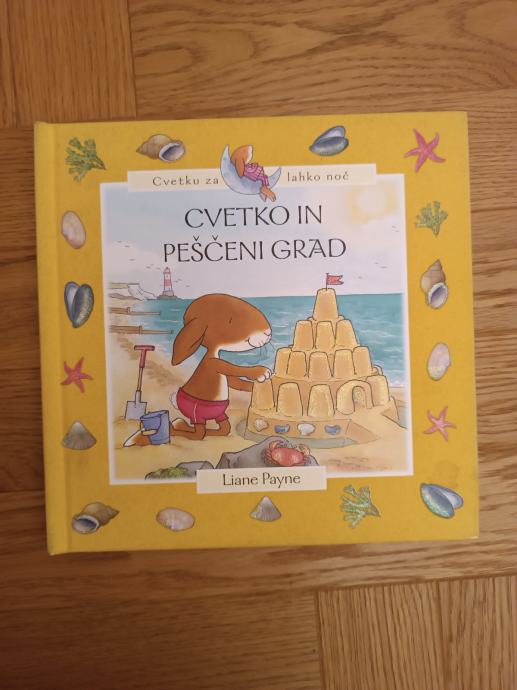 Cvetku za lahko noč
CVETKO IN
PEŠČENI GRAD
Liane Payne